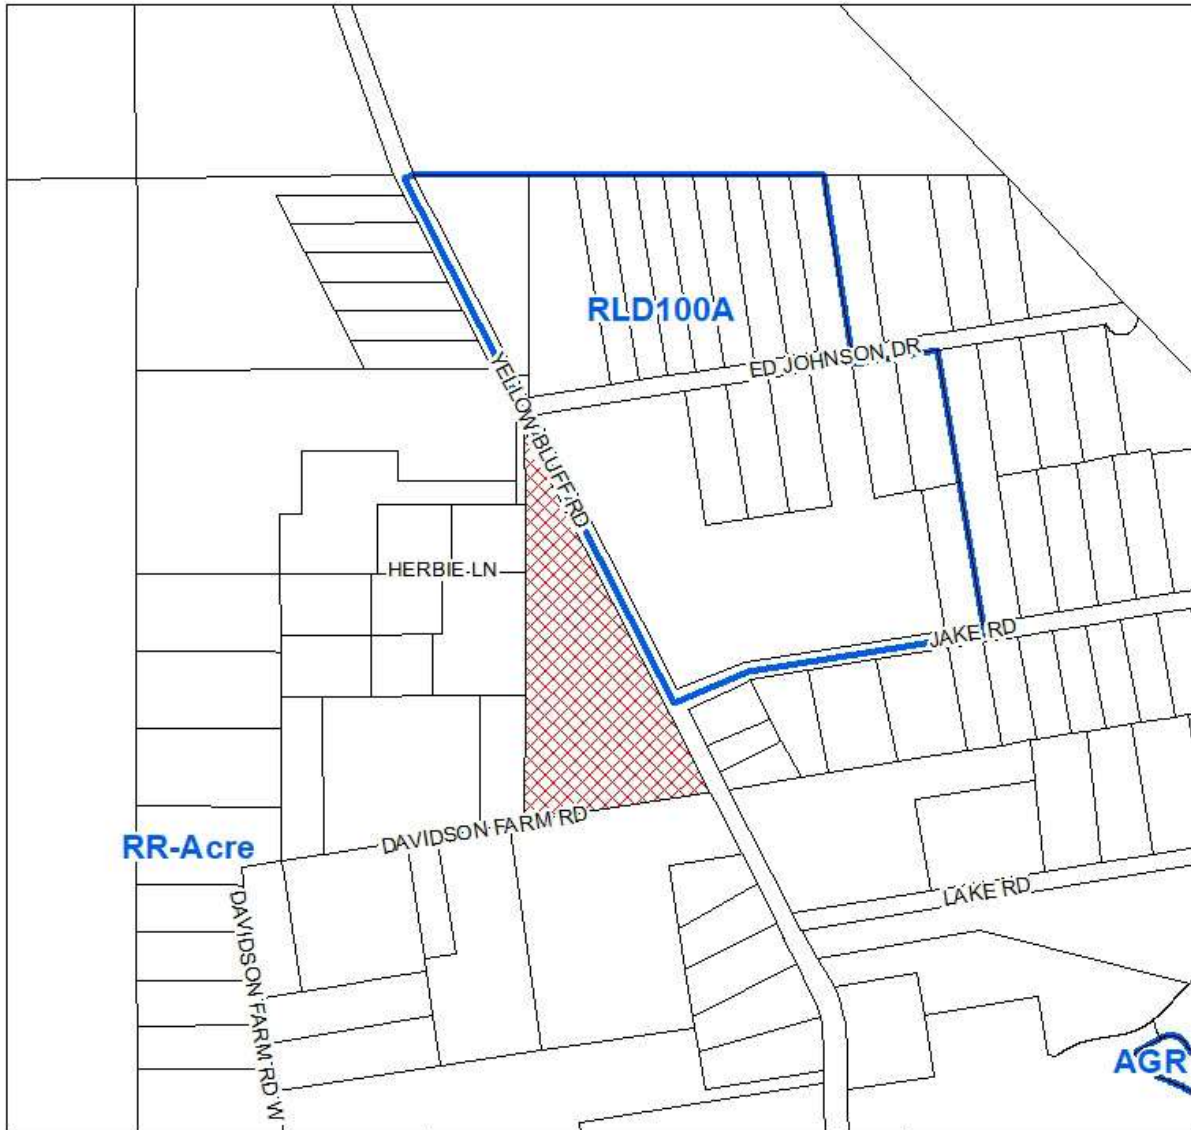 RLD100A
ED JOHNSON DR
YELLOW BLUFF RD
HERBIE LN
JAKE RD
DAVIDSON FARM RD
RR-Acre
LAKE RD
DAVIDSON FARM RD W
AGR